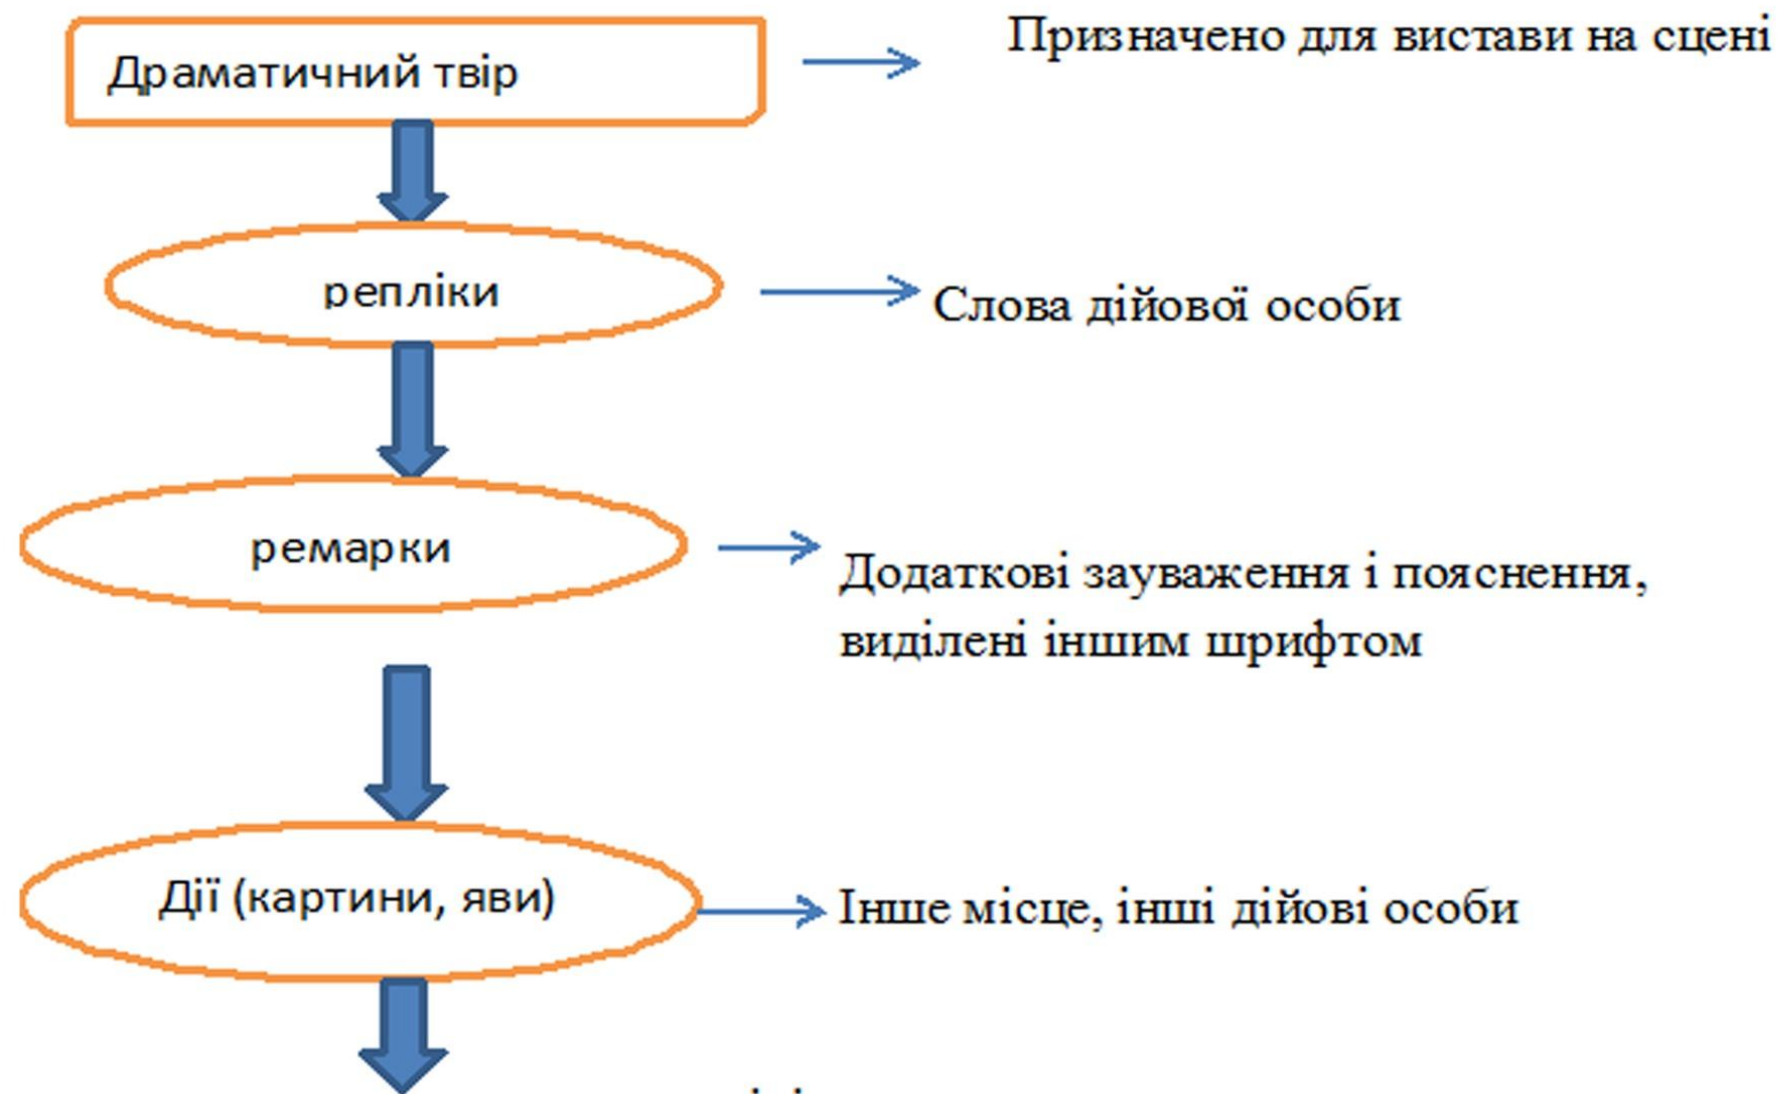 Драматичний твір
Призначено для вистави на сцені
репліки
Слова дійової особи
ремарки
Додаткові зауваження і пояснення,
виділені іншим шрифтом
Дії (картини, яви)
Інше місце, інші дійові особи